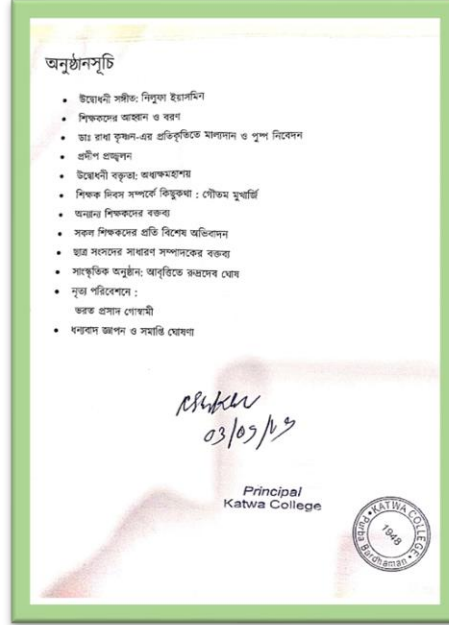 অনুষ্ঠানসূচি
• উদ্বোধনী সঙ্গীত: নিলুফা ইয়াসমিন
• শিক্ষকদের আহ্বান ও বরণ
• ডাঃ রাধা কৃষ্ণন-এর প্রতিকৃতিতে মাল্যদান ও পুষ্প নিবেদন
• প্রদীপ প্রজ্জ্বলন
• উদ্বোধনী বক্তৃতা: অধ্যক্ষমহাশয়
• শিক্ষক দিবস সম্পর্কে কিছুকথা : গৌতম মুখার্জি
• অন্যান্য শিক্ষকদের বক্তব্য
• সকল শিক্ষকদের প্রতি বিশেষ অভিবাদন
• ছাত্র সংসদের সাধারণ সম্পাদকের বক্তব্য
• সাংস্কৃতিক অনুষ্ঠান: আবৃত্তিতে রুদ্রদেব ঘোষ
• নৃত্য পরিবেশনে :
ভরত প্রসাদ গোস্বামী
• ধন্যবাদ জ্ঞাপন ও সমাপ্তি ঘোষণা
03/09/19
Principal
Katwa College
KATWA COLLEGE
1948
Purba Bardhaman